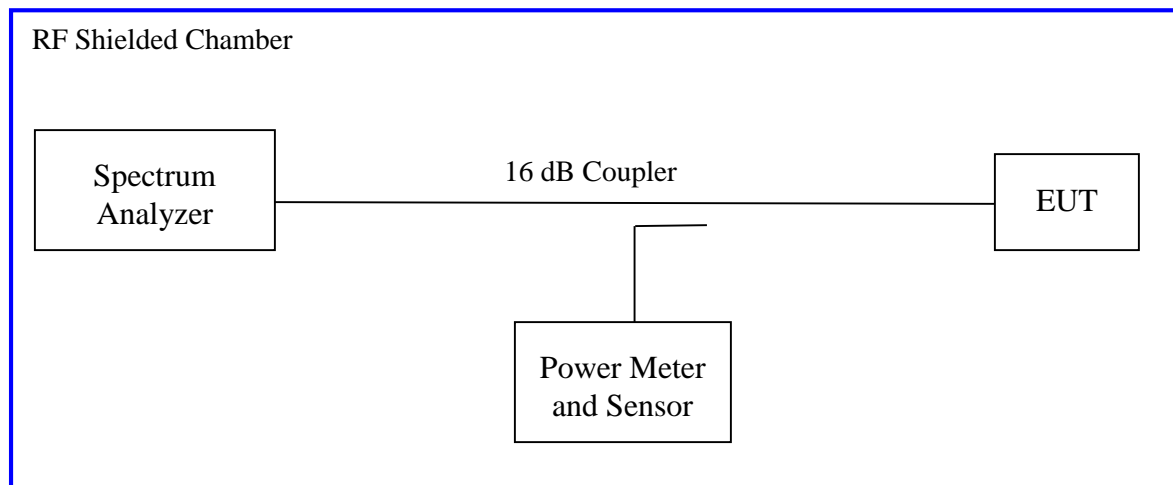 RF Shielded Chamber
Spectrum
Analyzer
16 dB Coupler
EUT
Power Meter
and Sensor